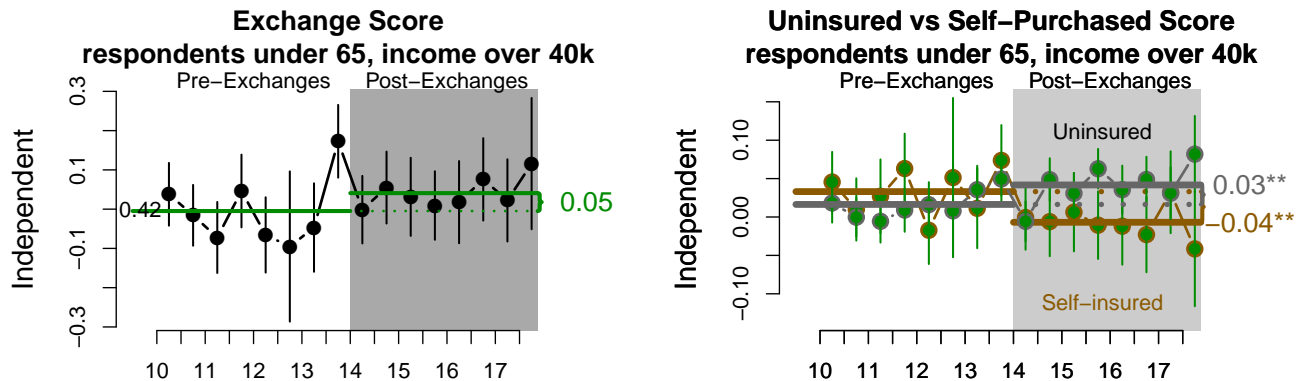 Exchange Score
respondents under 65, income over 40k
Pre−Exchanges
Post−Exchanges
Independent
0.3
0.1
−0.1
−0.3
0.42
0.05
10 11 12 13 14 15 16 17
Uninsured vs Self−Purchased Score
respondents under 65, income over 40k
Pre−Exchanges
Post−Exchanges
Independent
0.10
0.00
−0.10
Uninsured
0.03**
−0.04**
Self−insured
10 11 12 13 14 15 16 17